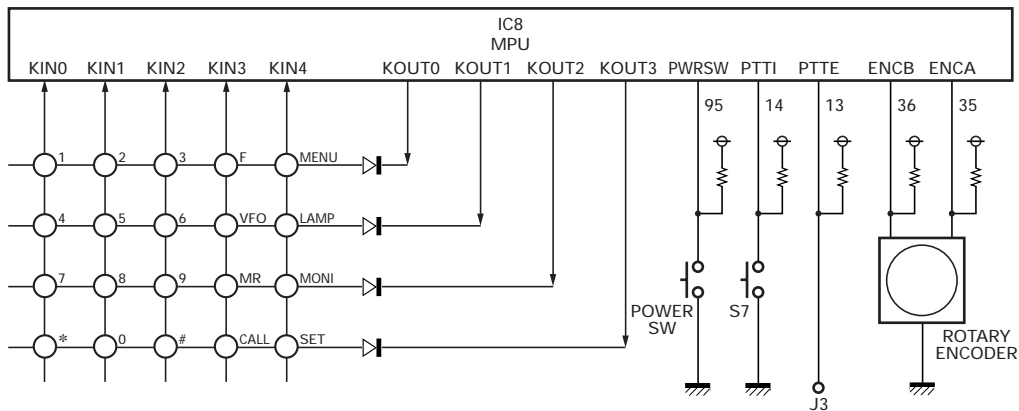 IC8
MPU
KIN0 KIN1 KIN2 KIN3 KIN4 KOUT0 KOUT1 KOUT2 KOUT3 PWRSW PTTI PTTE ENCB ENCA
95 14 13 36 35
1 2 3 F MENU
4 5 6 VFO LAMP
7 8 9 MR MONI
* 0 # CALL SET
POWER
SW
S7
ROTARY
ENCODER
J3